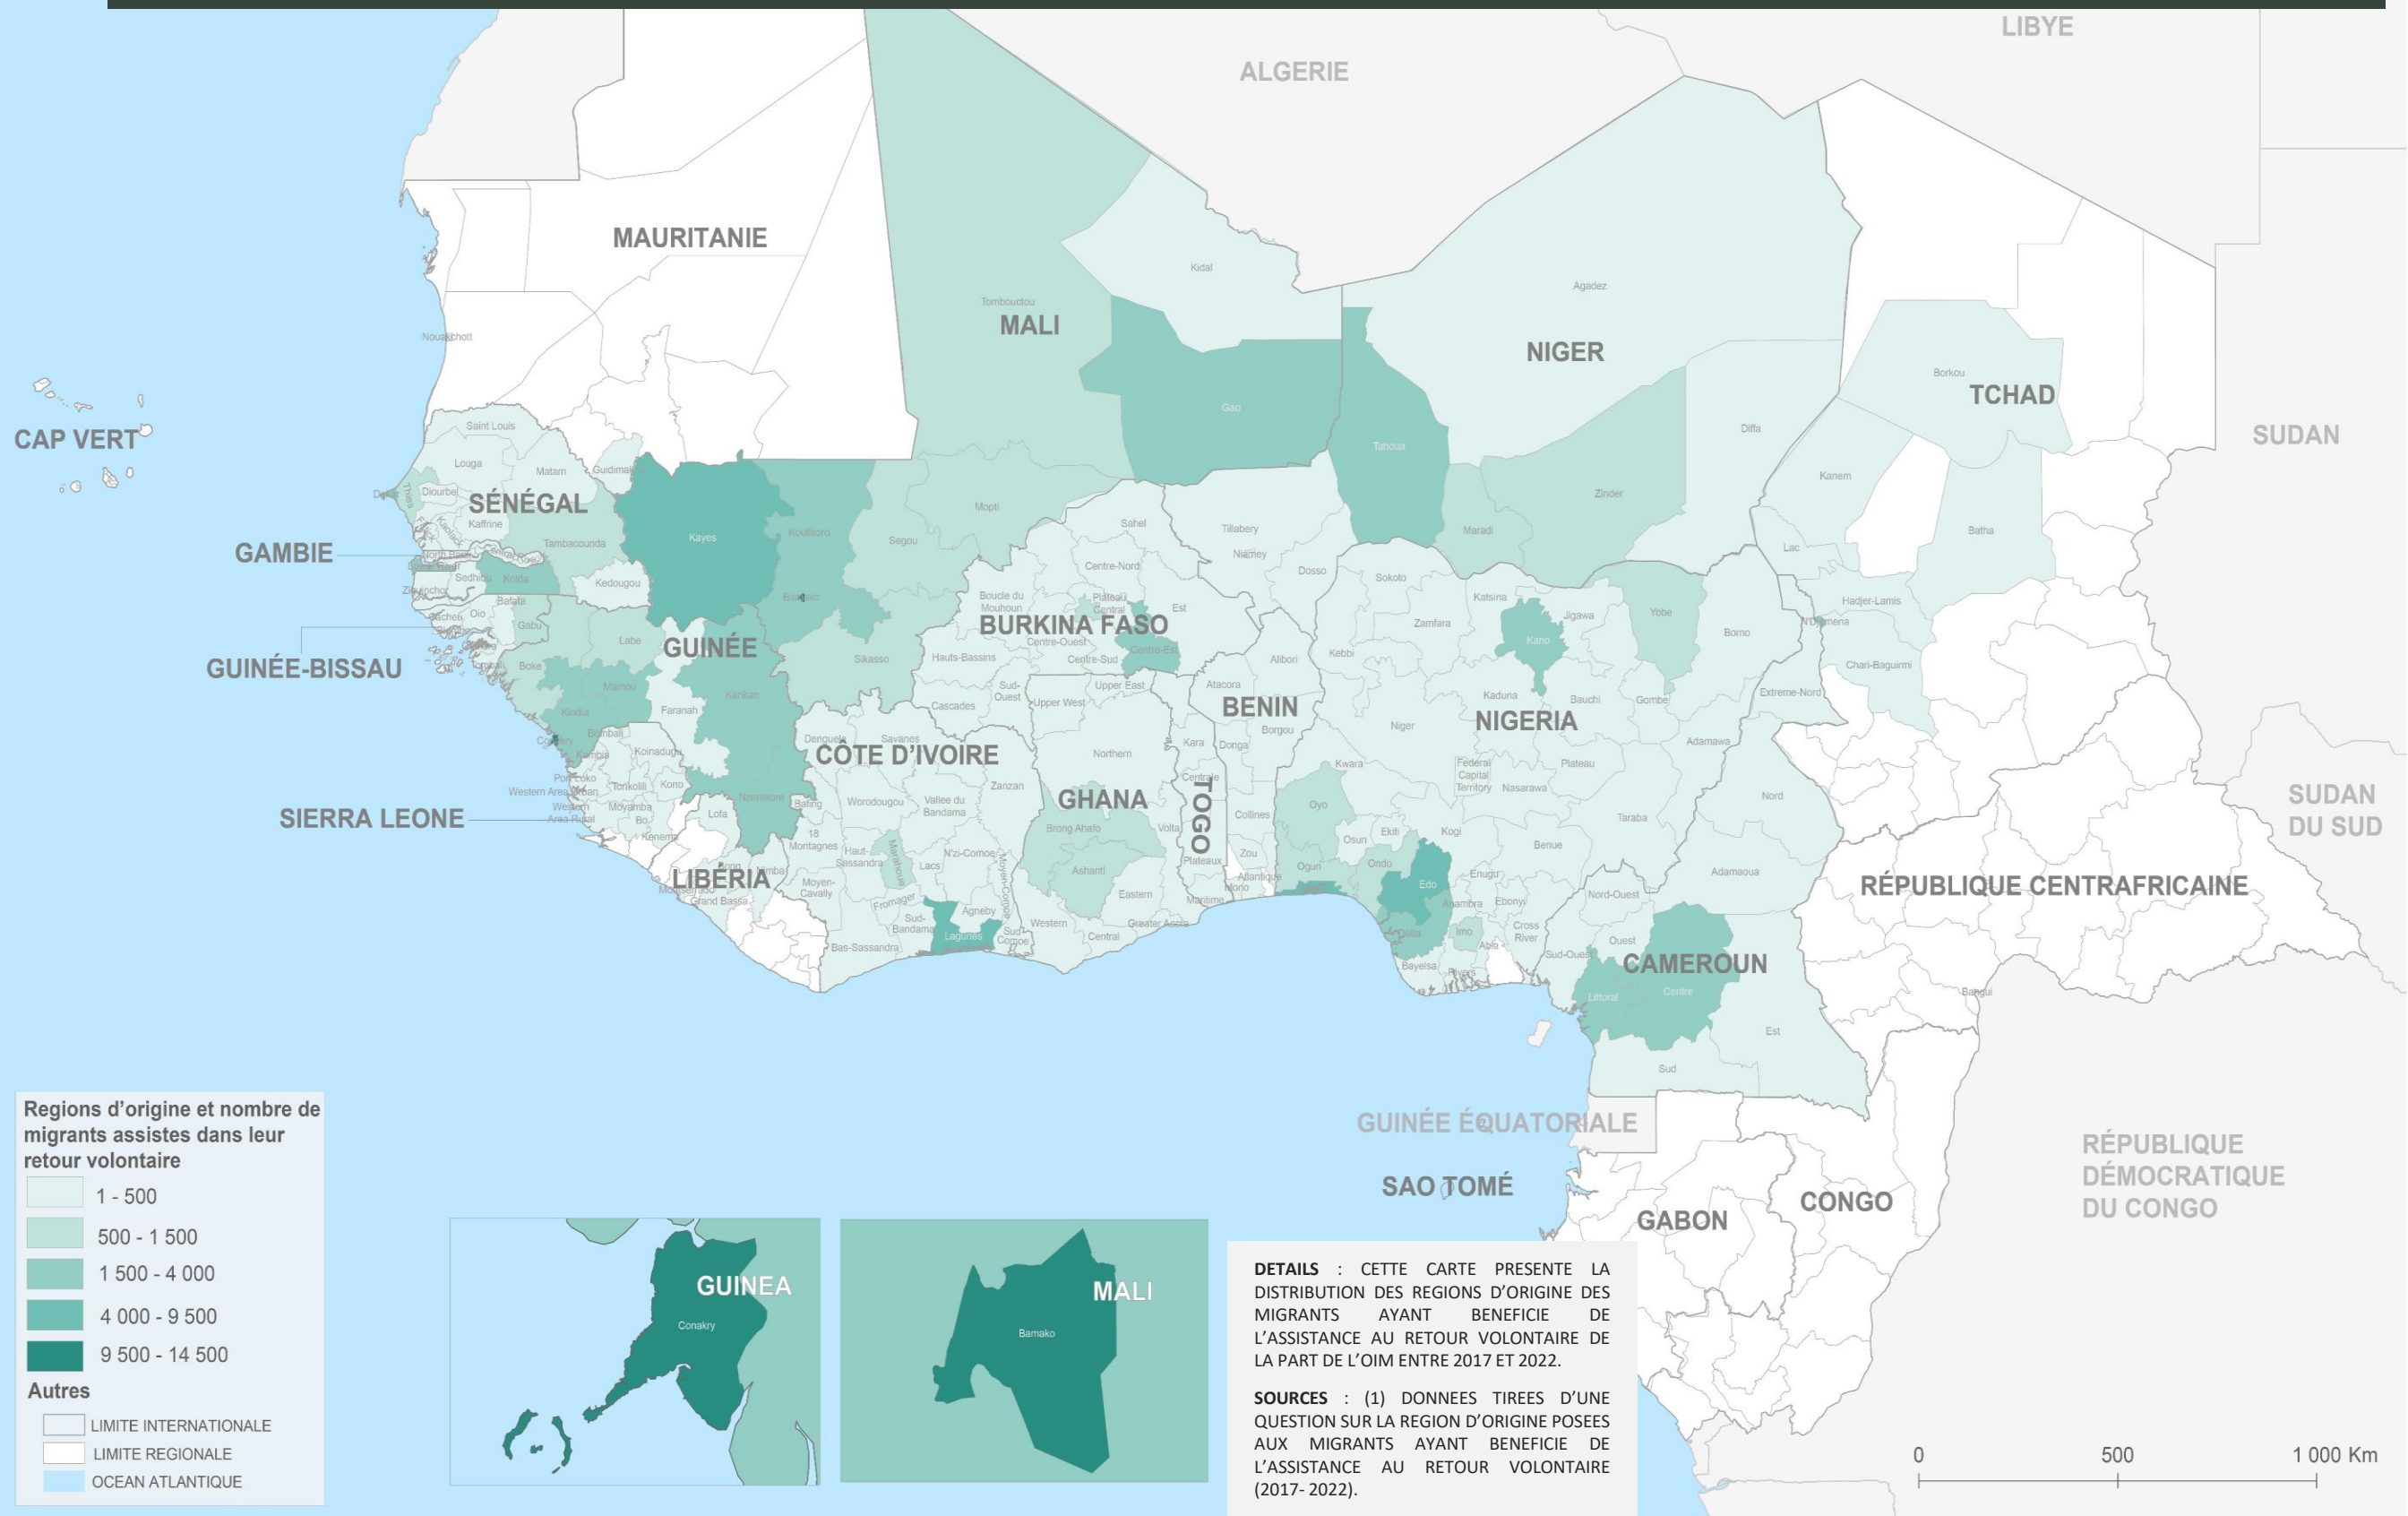 LIBYE
ALGERIE
MAURITANIE
Kidal
Agadez
Tombouctou
MALI
Nouakchott
NIGER
Borkou
TCHAD
CAP VERT
Gao
Saint Louis
Diffa
SUDAN
Tahoua
Louga
Matam
Kanem
Thies
Diourbel
SÉNÉGAL
Zinder
Mopti
Kaffrine
Kaolack
Sahel
Tillabery
Maradi
Batha
Koulikoro
Kayes
Segou
Tambacounda
Lac
GAMBIE
Niamey
Centre-Nord
Dosso
Sokoto
Sedhiou
Kolda
Kedougou
Ziguinchor
Bamako
Boucle du
Mouhoun
Plateau
Central
Est
Katsina
Hadjer-Lamis
Bafata
Oio
Jigawa
Yobe
Gabu
BURKINA FASO
Zamfara
N'Djamena
Labe
GUINÉE
Centre-Ouest
Kano
Borno
Centre-Est
Kebbi
Hauts-Bassins
Centre-Sud
Alibori
Sikasso
GUINÉE-BISSAU
Boke
Chari-Baguirmi
Mamou
Sud-
Ouest
Upper East
Atacora
Kankan
Kaduna
Extreme-Nord
Bauchi
Gombe
Cascades
Upper West
BENIN
Kindia
Faranah
NIGERIA
Niger
Borgou
Conakry
Bombali
Denguele
Savanes
Kara
Donga
Adamawa
Kambia
Koinadugu
CÔTE D'IVOIRE
Northern
Kwara
Federal
Capital
Territory
Plateau
Port Loko
Tonkolili
Kono
Zanzan
Centrale
TOGO
Nasarawa
Western Area Urban
Nzerekore
Bafing
Worodougou
Vallee du
Bandama
GHANA
Nord
SUDAN
DU SUD
Western
Area Rural
Moyamba
Bo
Lofa
Oyo
Collines
Taraba
SIERRA LEONE
Brong Ahafo
Volta
Kenema
18
Montagnes
Osun
Ekiti
Kogi
Benue
Haut-
Sassandra
Marahoue
Lacs
N'zi-Comoe
Moyen-Comoe
Plateaux
Zou
Bong
Nimba
LIBÉRIA
Ashanti
Ogun
Ondo
Enugu
Adamaoua
Atlantique
Mono
Edo
RÉPUBLIQUE CENTRAFRICAINE
Moyen-
Cavally
Montserrado
Grand Bassa
Eastern
Maritime
Nord-Ouest
Fromager
Agneby
Anambra
Ebonyi
Sud-
Bandama
Western
Greater Accra
Cross
River
Lagunes
Sud
Comoe
Central
Delta
Imo
Abia
Ouest
Bas-Sassandra
Sud-Ouest
CAMEROUN
Bayelsa
Rivers
Littoral
Centre
Bangui
Est
Sud
GUINÉE ÉQUATORIALE
SAO TOMÉ
GABON
CONGO
RÉPUBLIQUE
DÉMOCRATIQUE
DU CONGO
Regions d'origine et nombre de
migrants assistes dans leur
retour volontaire
1 - 500
500 - 1 500
1 500 - 4 000
4 000 - 9 500
9 500 - 14 500
Autres
LIMITE INTERNATIONALE
LIMITE REGIONALE
OCEAN ATLANTIQUE
GUINEA
Conakry
MALI
Bamako
DETAILS : CETTE CARTE PRESENTE LA
DISTRIBUTION DES REGIONS D'ORIGINE DES
MIGRANTS AYANT BENEFICIE DE
L'ASSISTANCE AU RETOUR VOLONTAIRE DE
LA PART DE L'OIM ENTRE 2017 ET 2022.
SOURCES : (1) DONNEES TIREES D'UNE
QUESTION SUR LA REGION D'ORIGINE POSEES
AUX MIGRANTS AYANT BENEFICIE DE
L'ASSISTANCE AU RETOUR VOLONTAIRE
(2017- 2022).
0 500 1 000 Km